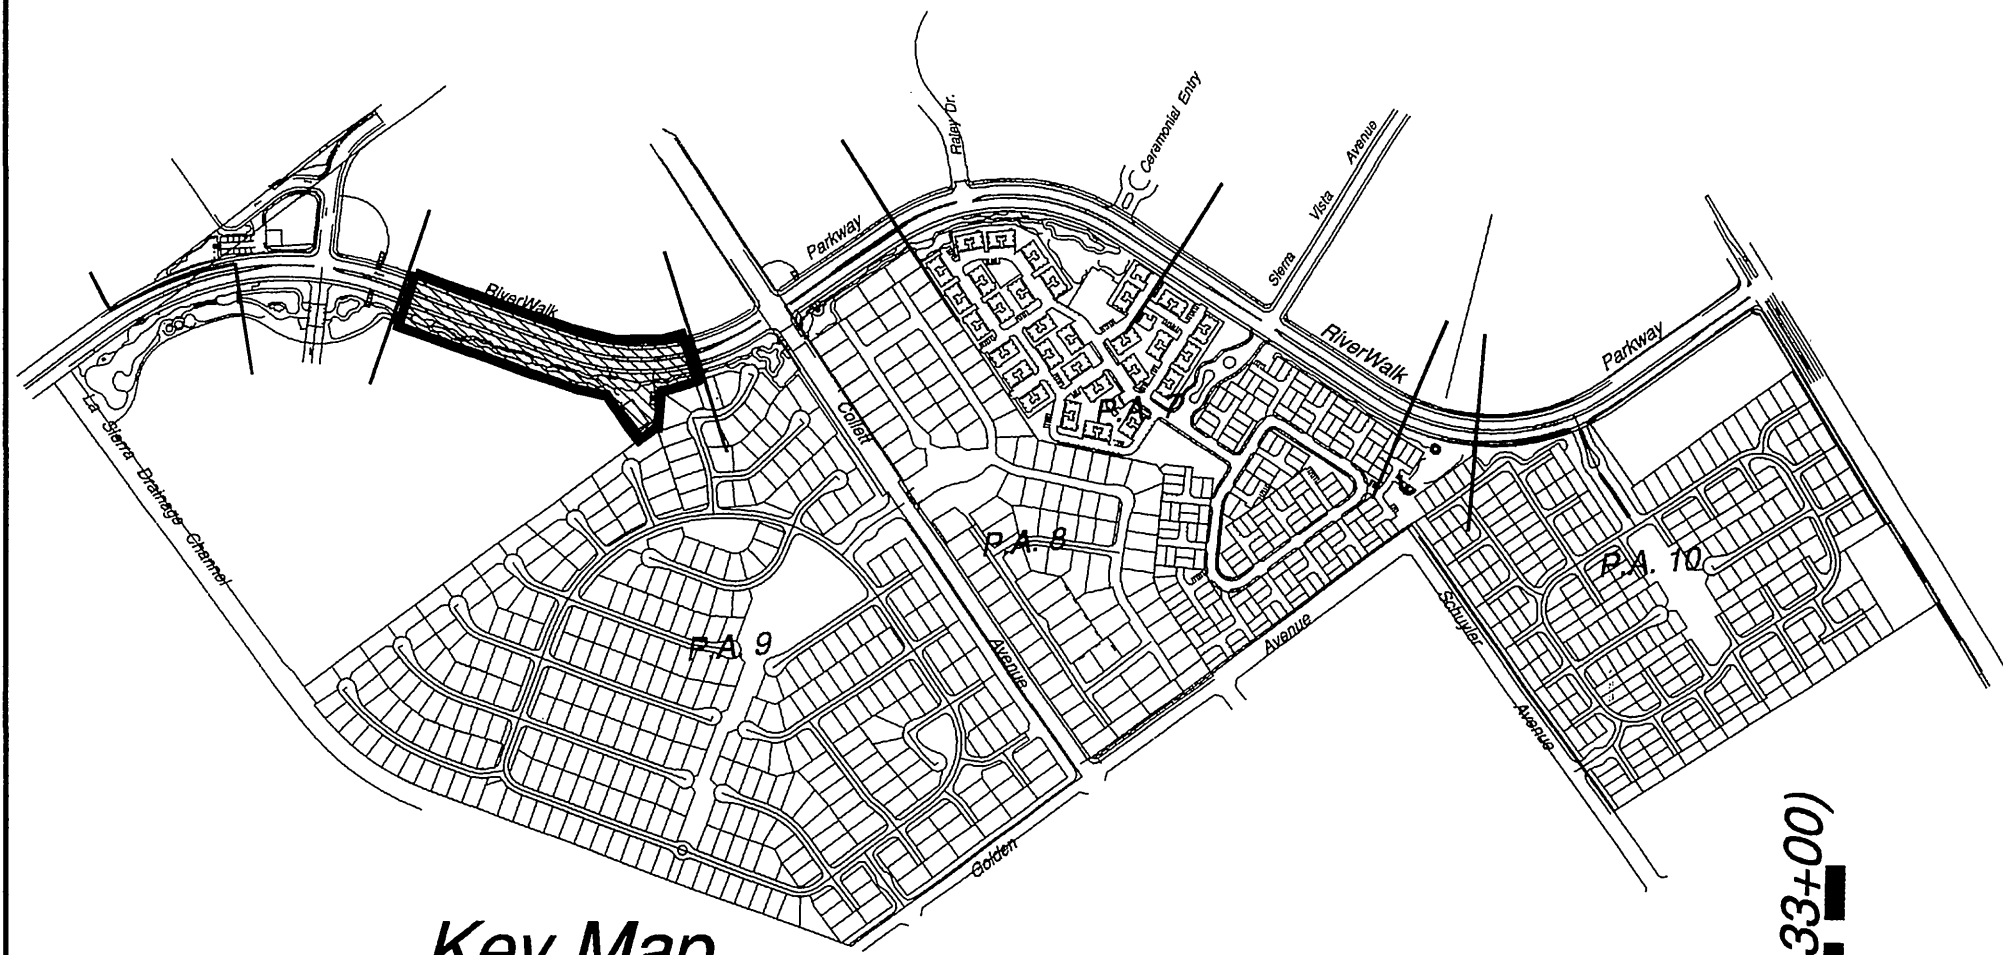 Raley Dr.
Ceramonial Entry
Sierra Vista Avenue
RiverWalk Parkway
RiverWalk Parkway
La Sierra Drainage Channel
Collett Avenue
P.A. 8
P.A. 9
P.A. 10
Golden Avenue
Schuyler Avenue
Key Map
33+00)